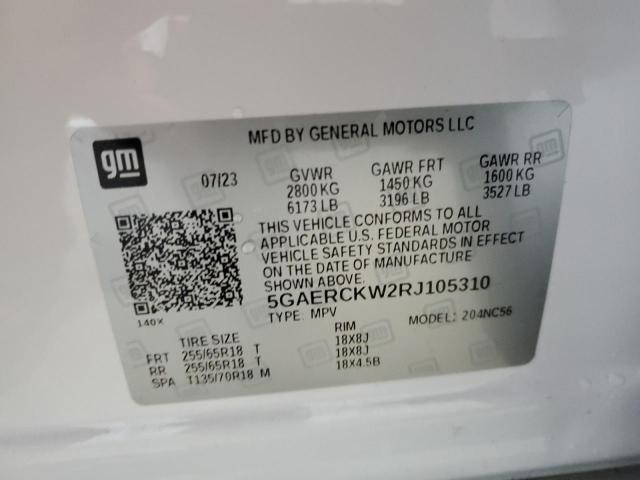 gm
MFD BY GENERAL MOTORS LLC
07/23 GVWR GAWR FRT GAWR RR
2800 KG 1450 KG 1600 KG
6173 LB 3196 LB 3527 LB
THIS VEHICLE CONFORMS TO ALL
APPLICABLE U.S. FEDERAL MOTOR
VEHICLE SAFETY STANDARDS IN EFFECT
ON THE DATE OF MANUFACTURE
SHOWN ABOVE.
5GAERCKW2RJ105310
140X
TYPE: MPV MODEL: 204NC56
TIRE SIZE RIM
FRT 255/65R18 T 18X8J
RR 255/65R18 T 18X8J
SPA T135/70R18 M 18X4.5B